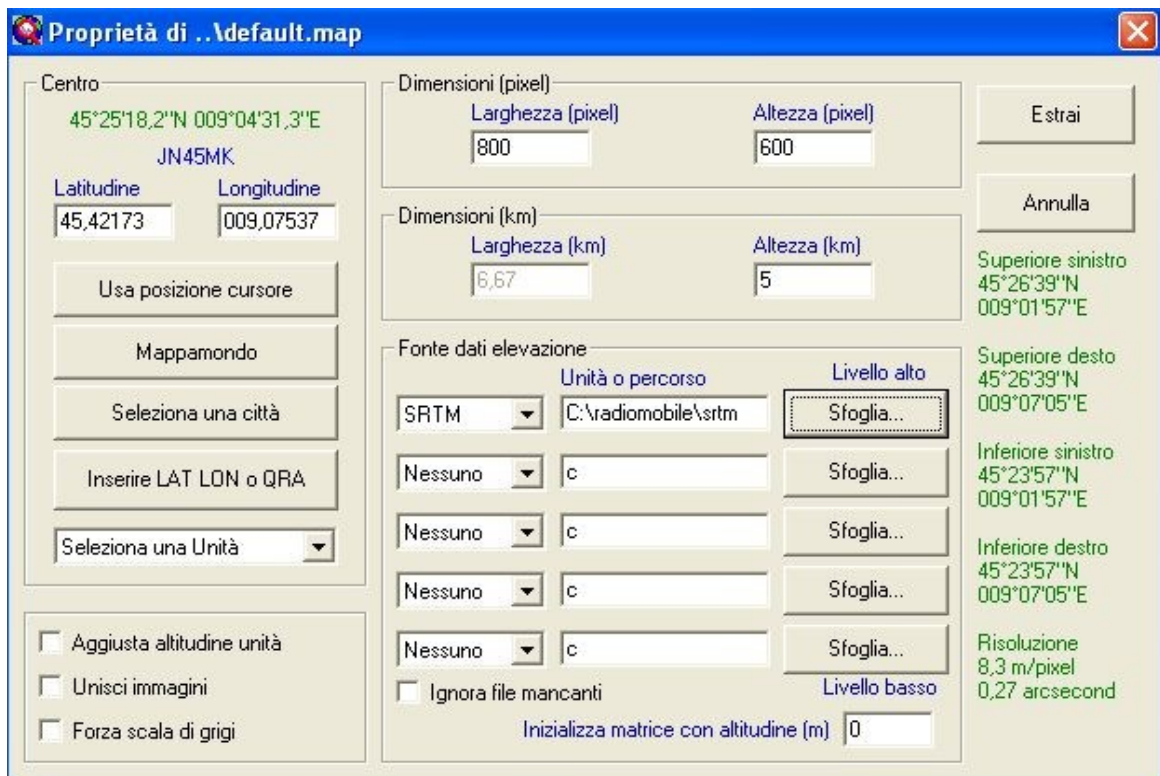 Proprietà di ..\default.map
Centro
45°25'18,2''N 009°04'31,3''E
JN45MK
Latitudine Longitudine
45,42173 009,07537
Usa posizione cursore
Mappamondo
Seleziona una città
Inserire LAT LON o QRA
Seleziona una Unità
Aggiusta altitudine unità
Unisci immagini
Forza scala di grigi
Dimensioni (pixel)
Larghezza (pixel) Altezza (pixel)
800 600
Dimensioni (km)
Larghezza (km) Altezza (km)
6,67 5
Fonte dati elevazione
Unità o percorso Livello alto
SRTM C:\radiomobile\srtm Sfoglia...
Nessuno c Sfoglia...
Nessuno c Sfoglia...
Nessuno c Sfoglia...
Nessuno c Sfoglia...
Ignora file mancanti Livello basso
Inizializza matrice con altitudine (m) 0
Estrai
Annulla
Superiore sinistro
45°26'39''N
009°01'57''E
Superiore desto
45°26'39''N
009°07'05''E
Inferiore sinistro
45°23'57''N
009°01'57''E
Inferiore destro
45°23'57''N
009°07'05''E
Risoluzione
8,3 m/pixel
0,27 arcsecond